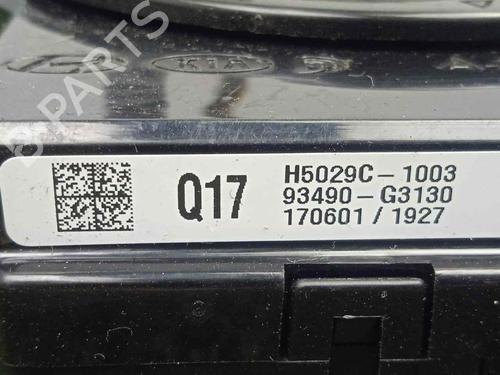 KIA
Q17
H5029C-1003
93490-G3130
170601 / 1927
B-PARTS